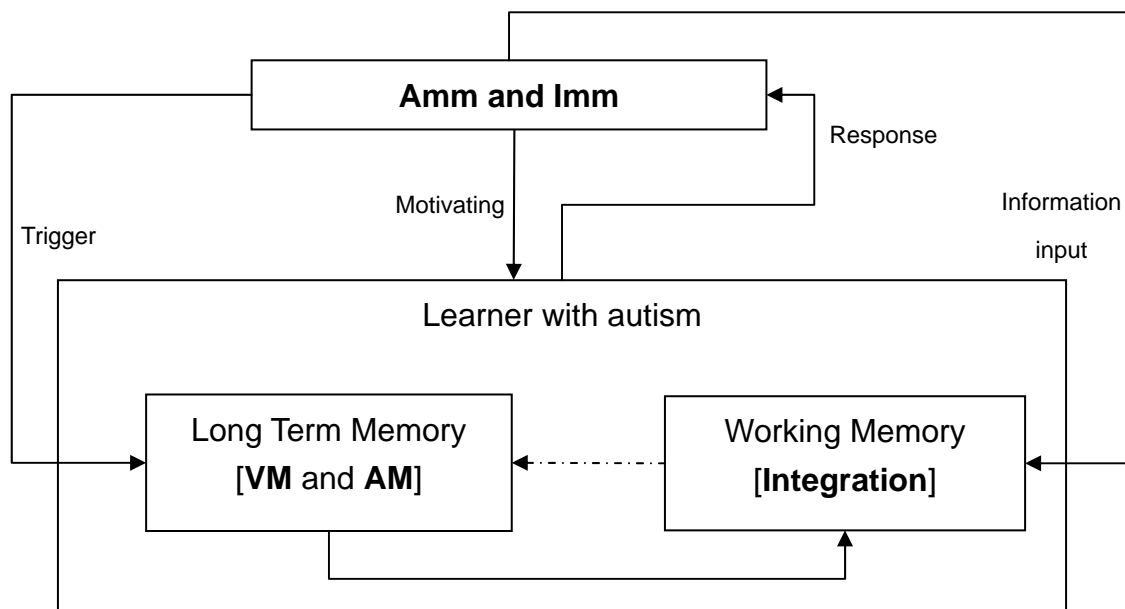 Amm and Imm
Response
Motivating
Information
input
Trigger
Learner with autism
Long Term Memory
[VM and AM]
Working Memory
[Integration]